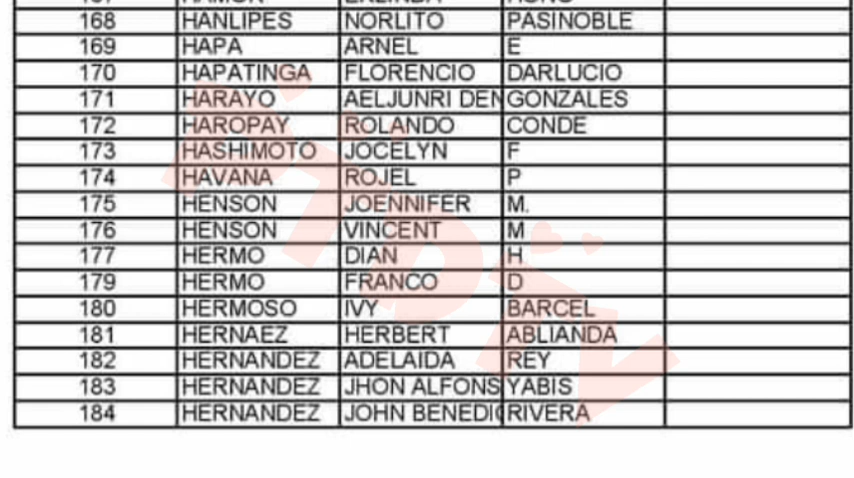 168 HANLIPES NORLITO PASINOBLE
169 HAPA ARNEL E
170 HAPATINGA FLORENCIO DARLUCIO
171 HARAYO AELJUNRI DEN GONZALES
172 HAROPAY ROLANDO CONDE
173 HASHIMOTO JOCELYN F
174 HAVANA ROJEL P
175 HENSON JOENNIFER M.
176 HENSON VINCENT M
177 HERMO DIAN H
179 HERMO FRANCO D
180 HERMOSO IVY BARCEL
181 HERNAEZ HERBERT ABLIANDA
182 HERNANDEZ ADELAIDA REY
183 HERNANDEZ JHON ALFONS YABIS
184 HERNANDEZ JOHN BENEDI RIVERA